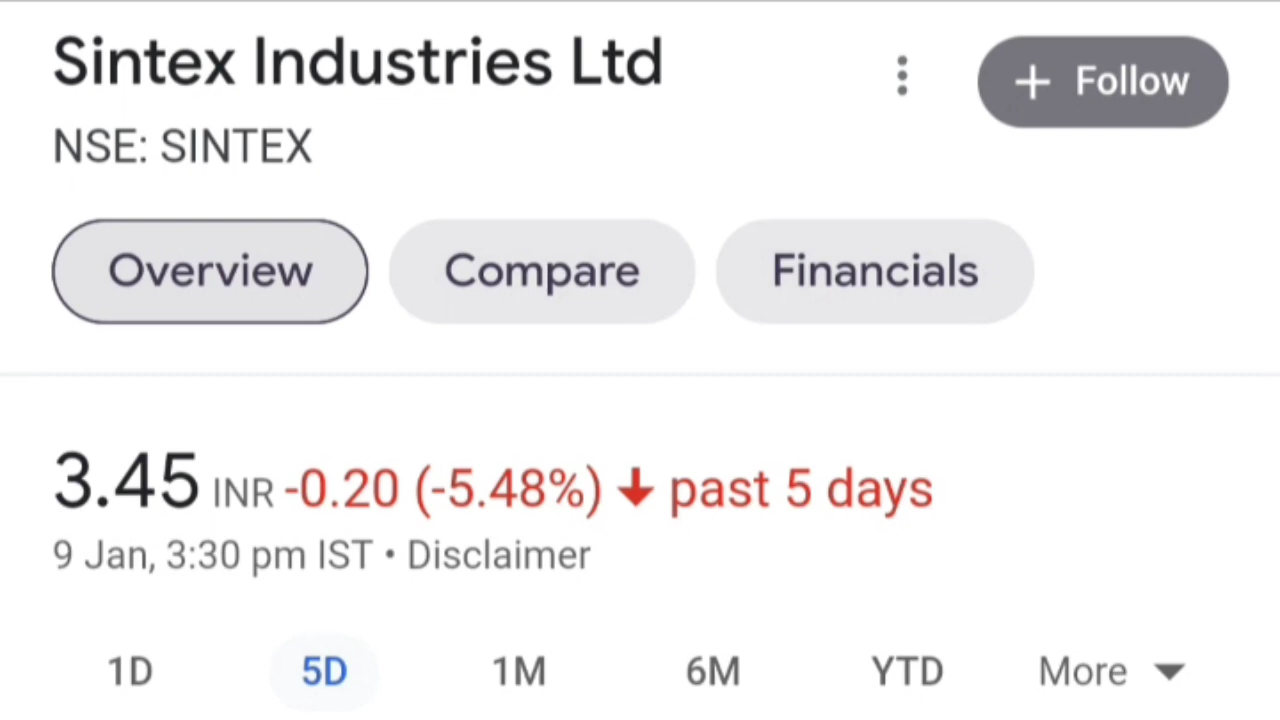 Sintex Industries Ltd
+ Follow
NSE: SINTEX
Overview Compare Financials
3.45 INR -0.20 (-5.48%) ↓ past 5 days
9 Jan, 3:30 pm IST • Disclaimer
1D 5D 1M 6M YTD More